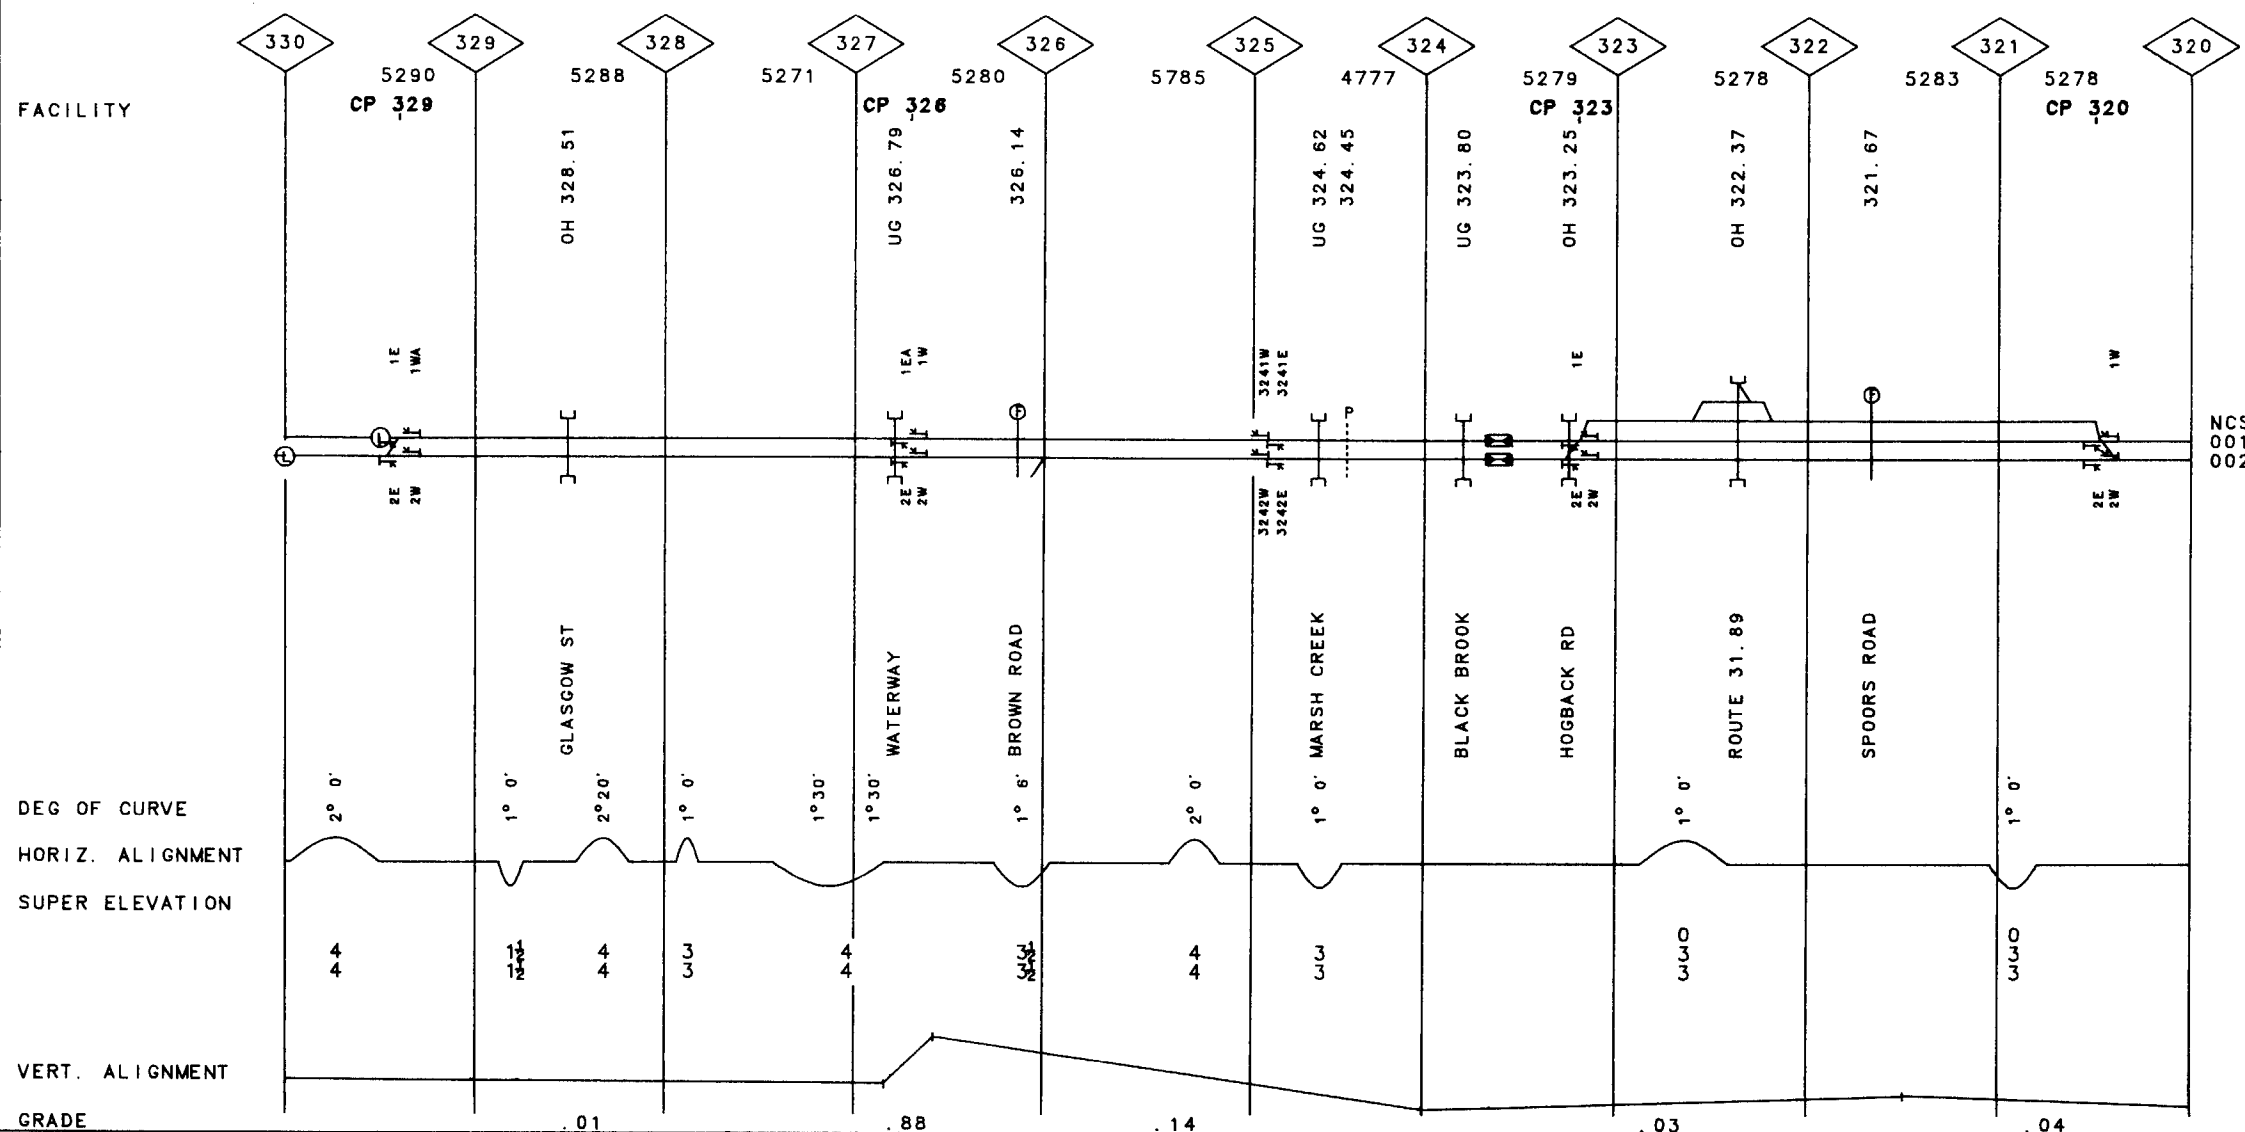 330 329 328 327 326 325 324 323 322 321 320
5290 5288 5271 5280 5785 4777 5279 5278 5283 5278
FACILITY CP 329 CP 326 CP 323 CP 320
OH 328.51
UG 326.79
326.14
UG 324.62
324.45
UG 323.80
OH 323.25
OH 322.37
321.67
1E
1WA
1EA
1W
3241W
3241E
1E
1W
P
L
L
F
F
NCS
001
002
2E
2W
2E
2W
3242W
3242E
2E
2W
2E
2W
GLASGOW ST
WATERWAY
BROWN ROAD
MARSH CREEK
BLACK BROOK
HOGBACK RD
ROUTE 31.89
SPOORS ROAD
DEG OF CURVE
2° 0'
1° 0'
2°20'
1° 0'
1°30'
1°30'
1° 6'
2° 0'
1° 0'
1° 0'
1° 0'
HORIZ. ALIGNMENT
SUPER ELEVATION
0 0
4 1½ 4 3 4 3½ 4 3 3 3
4 1½ 4 3 4 3½ 4 3 3 3
VERT. ALIGNMENT
GRADE .01 .88 .14 .03 .04